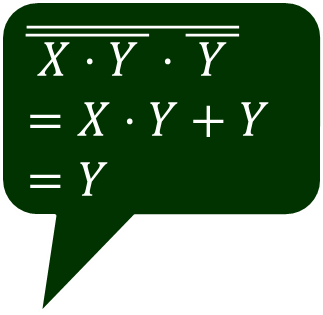 $\overline{\overline{X \cdot Y} \cdot \overline{Y}}$
$= X \cdot Y + Y$
$= Y$